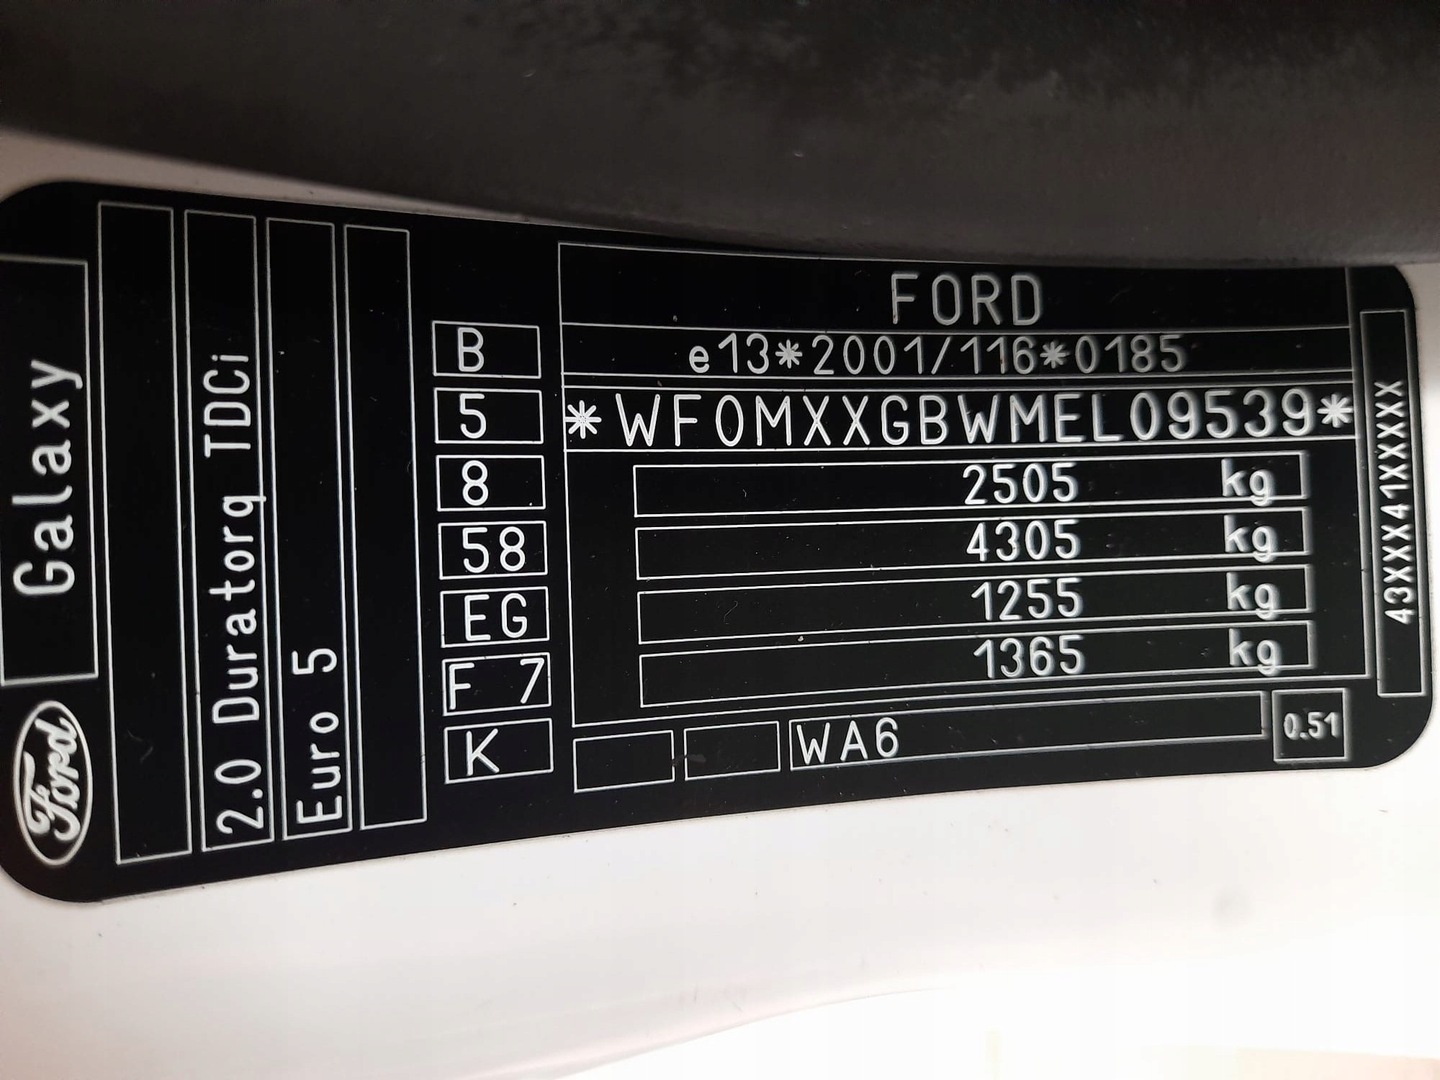 Ford
Galaxy
2.0 Duratorq TDCi
Euro 5
B
5
8
58
EG
F 7
K
FORD
e13*2001/116*0185
*WF0MXXGBWMEL09539*
2505 kg
4305 kg
1255 kg
1365 kg
WA6
0.51
43XXX41XXXXX